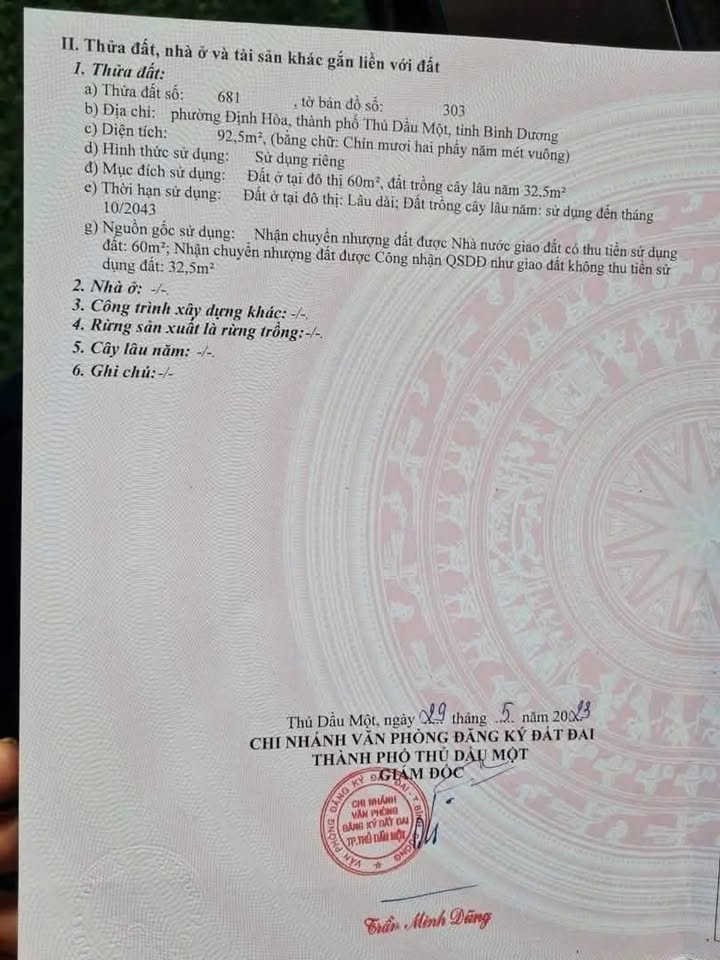 II. Thửa đất, nhà ở và tài sản khác gắn liền với đất
1. Thửa đất:
a) Thửa đất số: 681 , tờ bản đồ số: 303
b) Địa chỉ: phường Định Hòa, thành phố Thủ Dầu Một, tỉnh Bình Dương
c) Diện tích: 92,5m², (bằng chữ: Chín mươi hai phẩy năm mét vuông)
d) Hình thức sử dụng: Sử dụng riêng
đ) Mục đích sử dụng: Đất ở tại đô thị 60m², đất trồng cây lâu năm 32,5m²
e) Thời hạn sử dụng: Đất ở tại đô thị: Lâu dài; Đất trồng cây lâu năm: sử dụng đến tháng
10/2043
g) Nguồn gốc sử dụng: Nhận chuyển nhượng đất được Nhà nước giao đất có thu tiền sử dụng
đất: 60m²; Nhận chuyển nhượng đất được Công nhận QSDĐ như giao đất không thu tiền sử
dụng đất: 32,5m²
2. Nhà ở: -/-.
3. Công trình xây dựng khác: -/-.
4. Rừng sản xuất là rừng trồng:-/-.
5. Cây lâu năm: -/-.
6. Ghi chú:-/-
Thủ Dầu Một, ngày 29 tháng 5 năm 2023
CHI NHÁNH VĂN PHÒNG ĐĂNG KÝ ĐẤT ĐAI
THÀNH PHỐ THỦ DẦU MỘT
GIÁM ĐỐC
VĂN PHÒNG ĐĂNG KÝ ĐẤT ĐAI - T.BÌNH DƯƠNG
CHI NHÁNH
VĂN PHÒNG
ĐĂNG KÝ ĐẤT ĐAI
TP.THỦ DẦU MỘT
Trần Minh Dũng